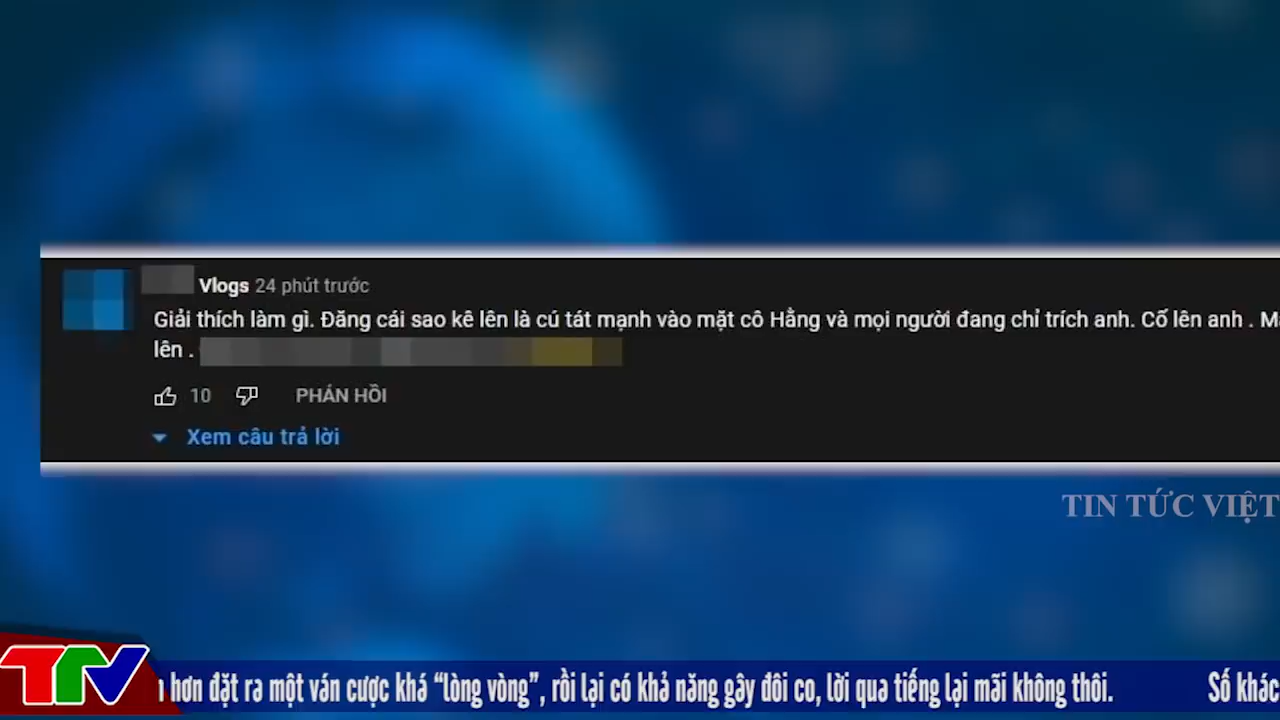 Vlogs 24 phút trước
Giải thích làm gì. Đăng cái sao kê lên là cú tát mạnh vào mặt cô Hằng và mọi người đang chỉ trích anh. Cố lên anh .
lên .
10 PHẢN HỒI
Xem câu trả lời
TIN TỨC VIỆT
TTV hơn đặt ra một ván cược khá “lòng vòng”, rồi lại có khả năng gây đôi co, lời qua tiếng lại mãi không thôi. Số khác